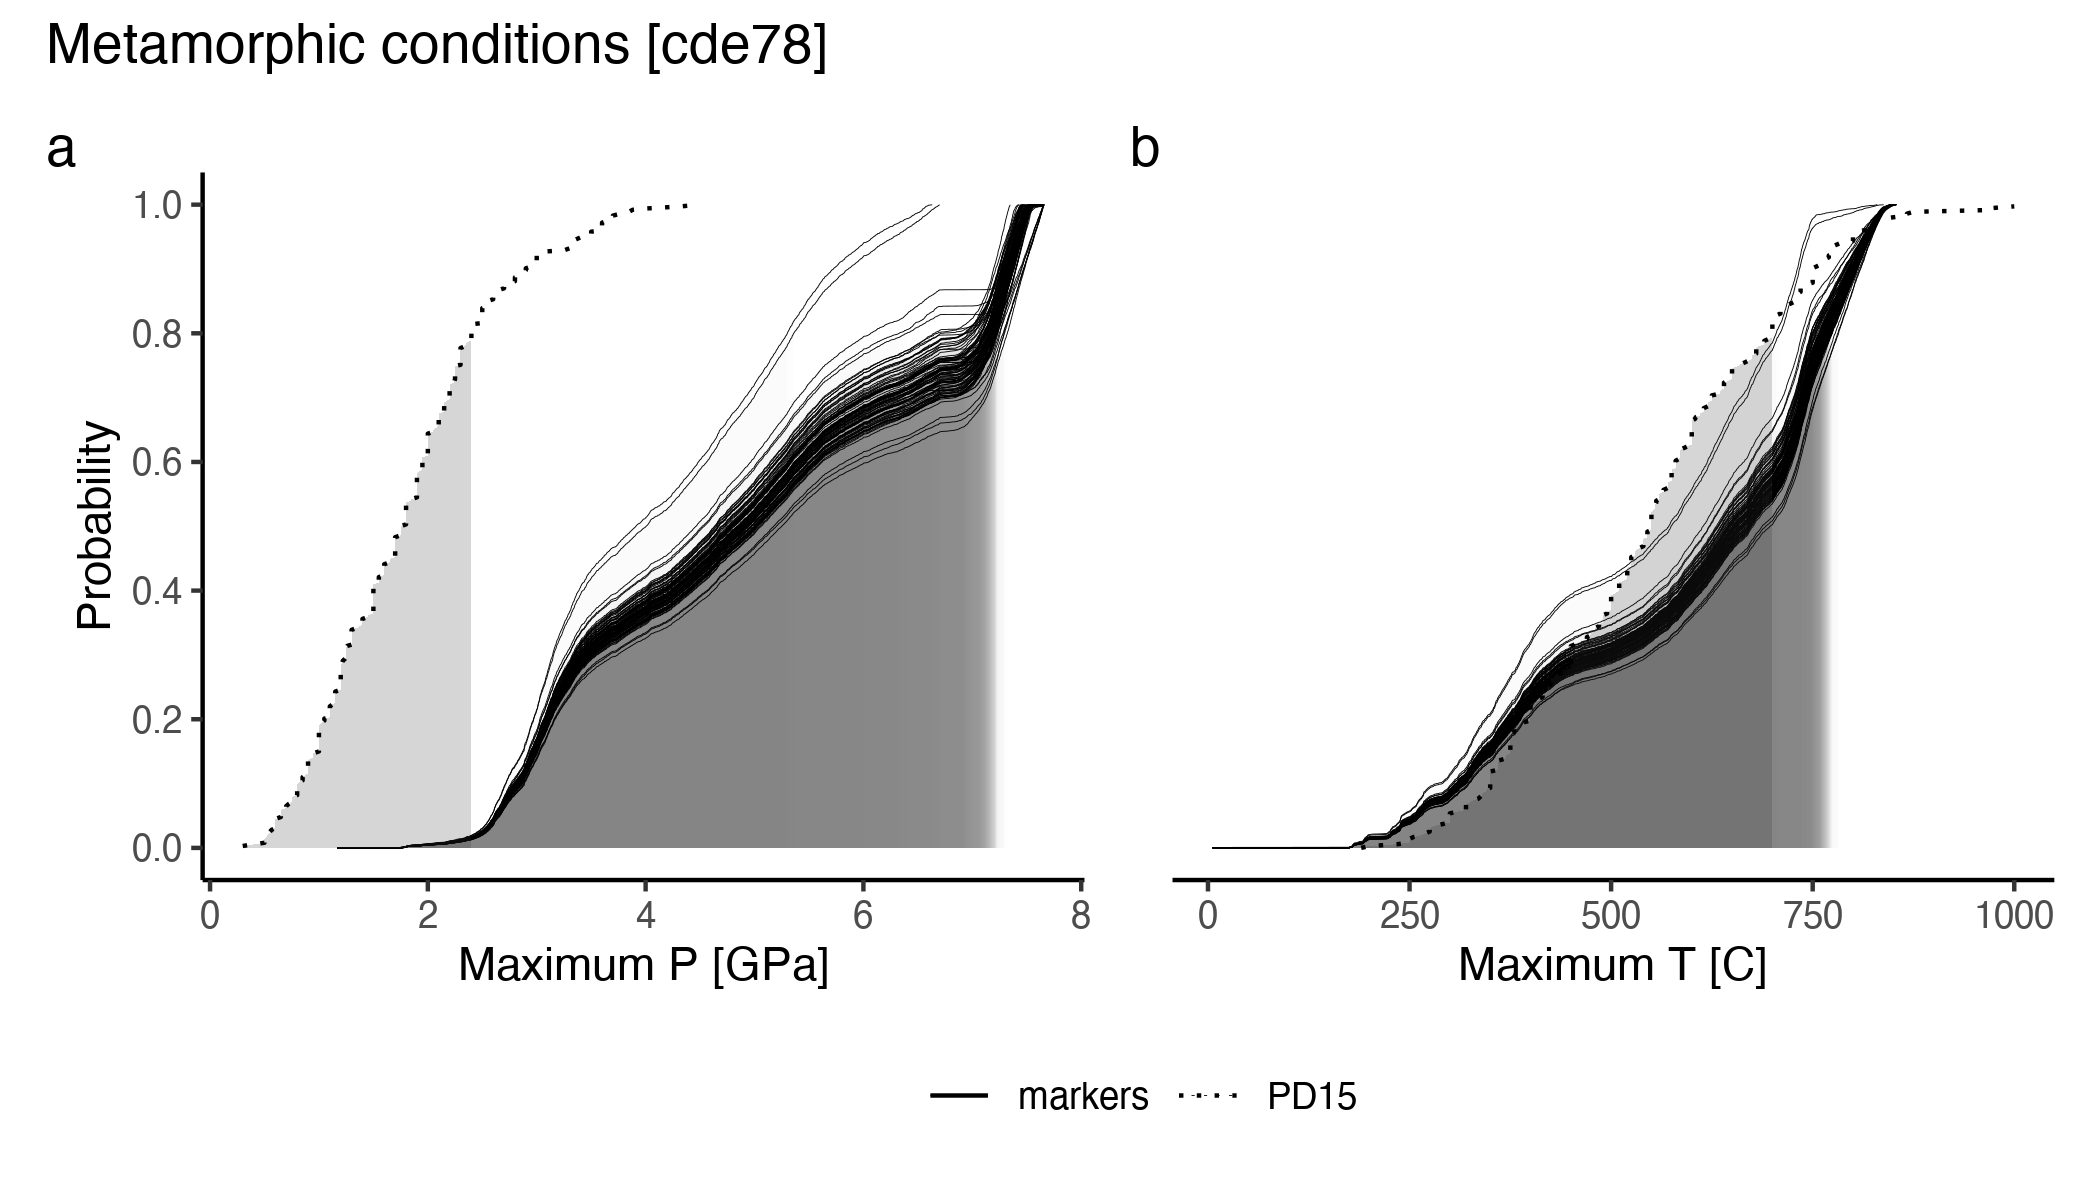 Metamorphic conditions [cde78]
a
b
1.0
0.8
0.6
0.4
0.2
0.0
Probability
0 2 4 6 8
0 250 500 750 1000
Maximum P [GPa]
Maximum T [C]
markers PD15